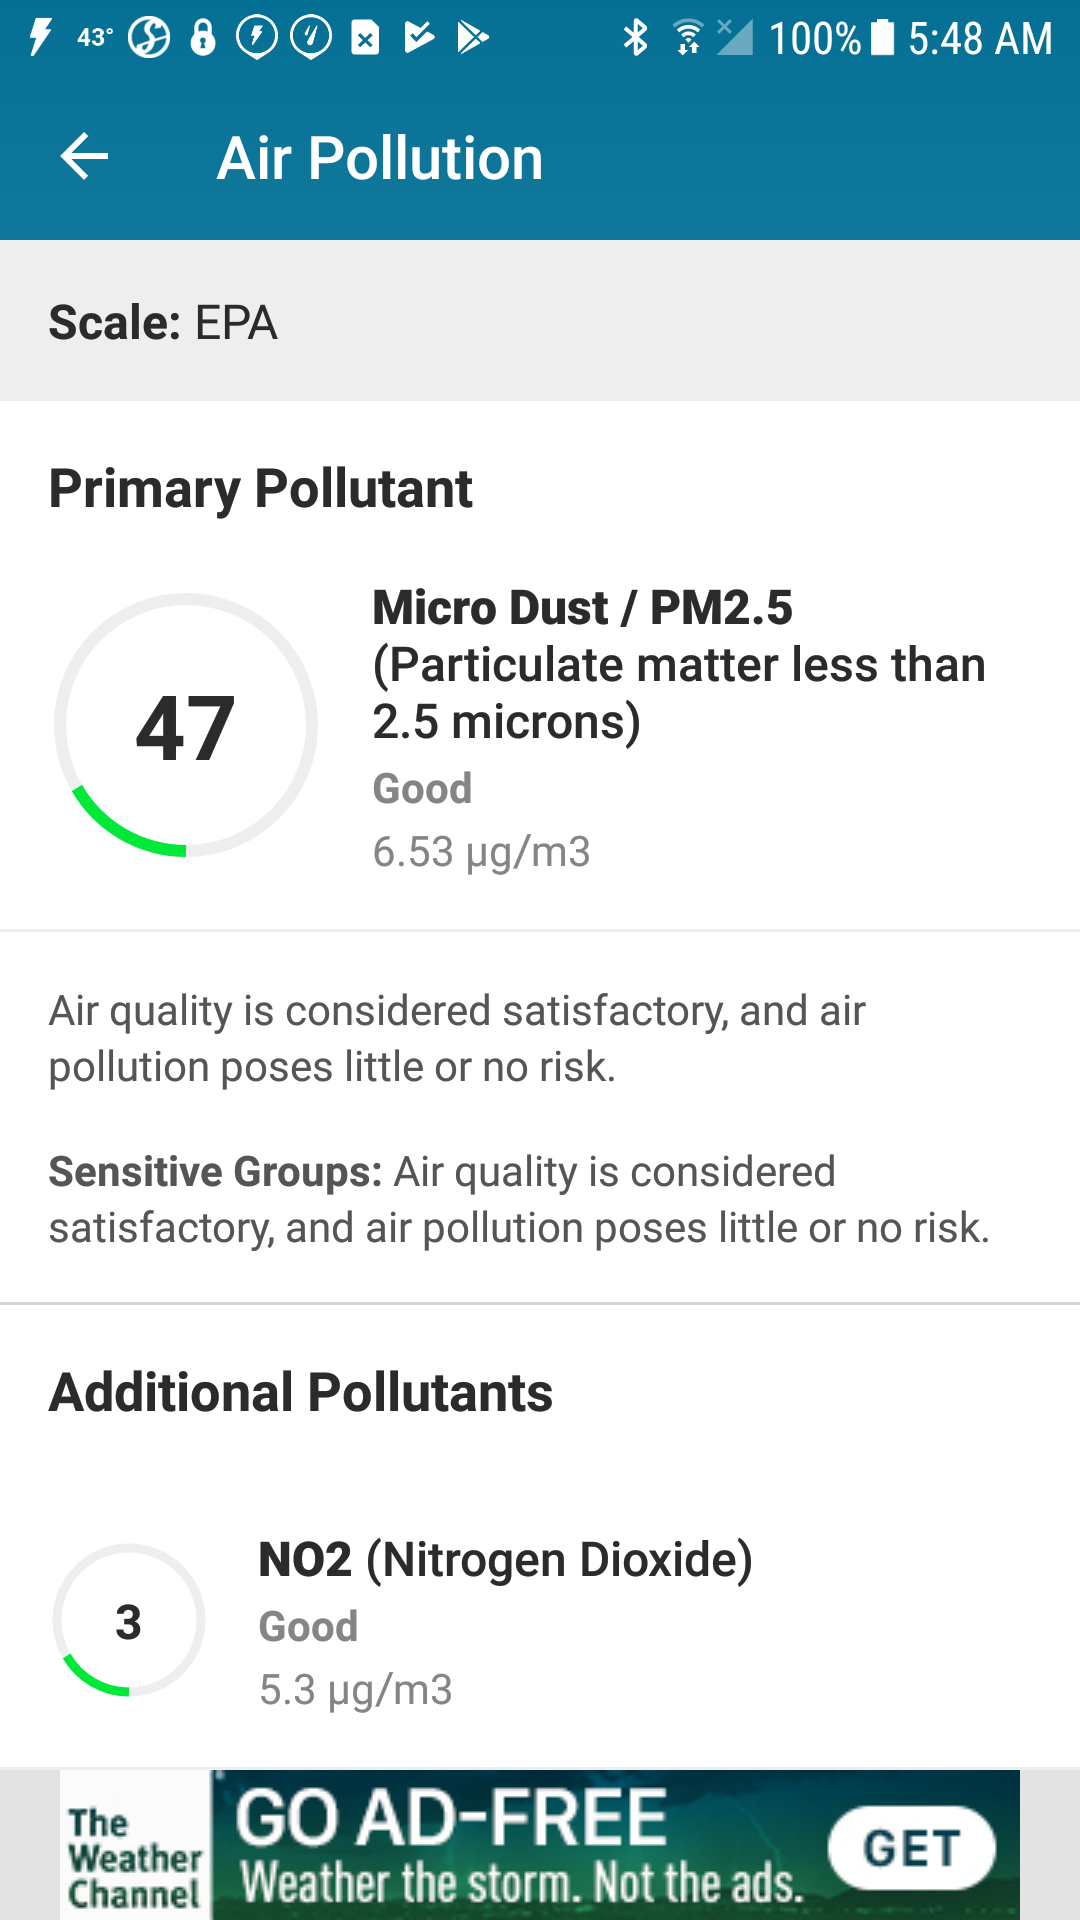 43° 100% 5:48 AM
Air Pollution
Scale: EPA
Primary Pollutant
47
Micro Dust / PM2.5
(Particulate matter less than
2.5 microns)
Good
6.53 µg/m3
Air quality is considered satisfactory, and air
pollution poses little or no risk.
Sensitive Groups: Air quality is considered
satisfactory, and air pollution poses little or no risk.
Additional Pollutants
3
NO2 (Nitrogen Dioxide)
Good
5.3 µg/m3
The
Weather
Channel
GO AD-FREE
Weather the storm. Not the ads.
GET